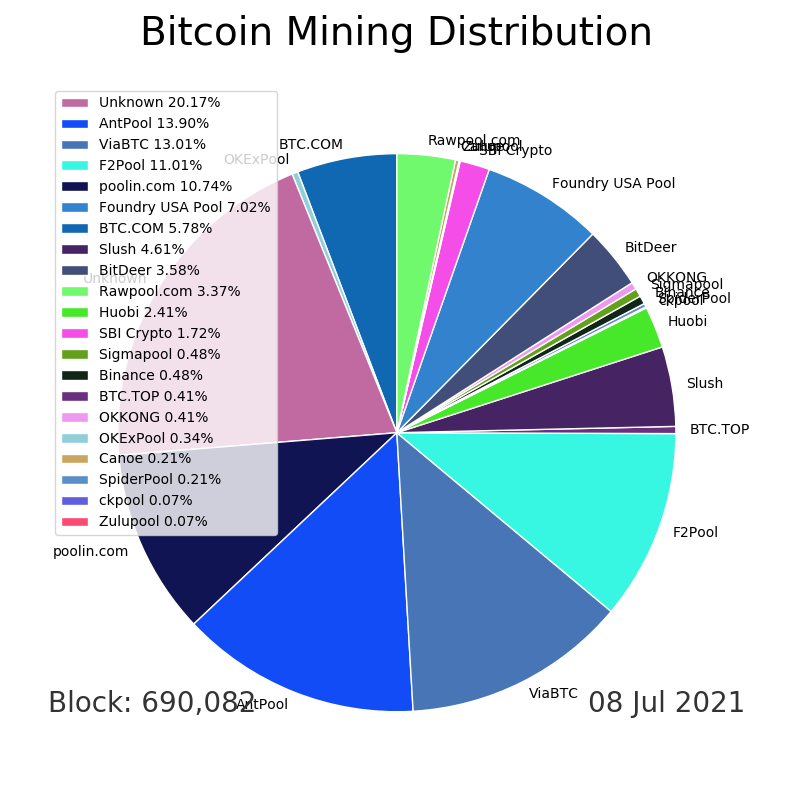 Bitcoin Mining Distribution
Unknown 20.17%
AntPool 13.90%
ViaBTC 13.01%
F2Pool 11.01%
poolin.com 10.74%
Foundry USA Pool 7.02%
BTC.COM 5.78%
Slush 4.61%
BitDeer 3.58%
Rawpool.com 3.37%
Huobi 2.41%
SBI Crypto 1.72%
Sigmapool 0.48%
Binance 0.48%
BTC.TOP 0.41%
OKKONG 0.41%
OKExPool 0.34%
Canoe 0.21%
SpiderPool 0.21%
ckpool 0.07%
Zulupool 0.07%
BTC.COM
OKExPool
Unknown
poolin.com
AntPool
ViaBTC
F2Pool
BTC.TOP
Slush
Huobi
ckpool
SpiderPool
Binance
Sigmapool
OKKONG
BitDeer
Foundry USA Pool
SBI Crypto
Rawpool.com
Block: 690,082
08 Jul 2021